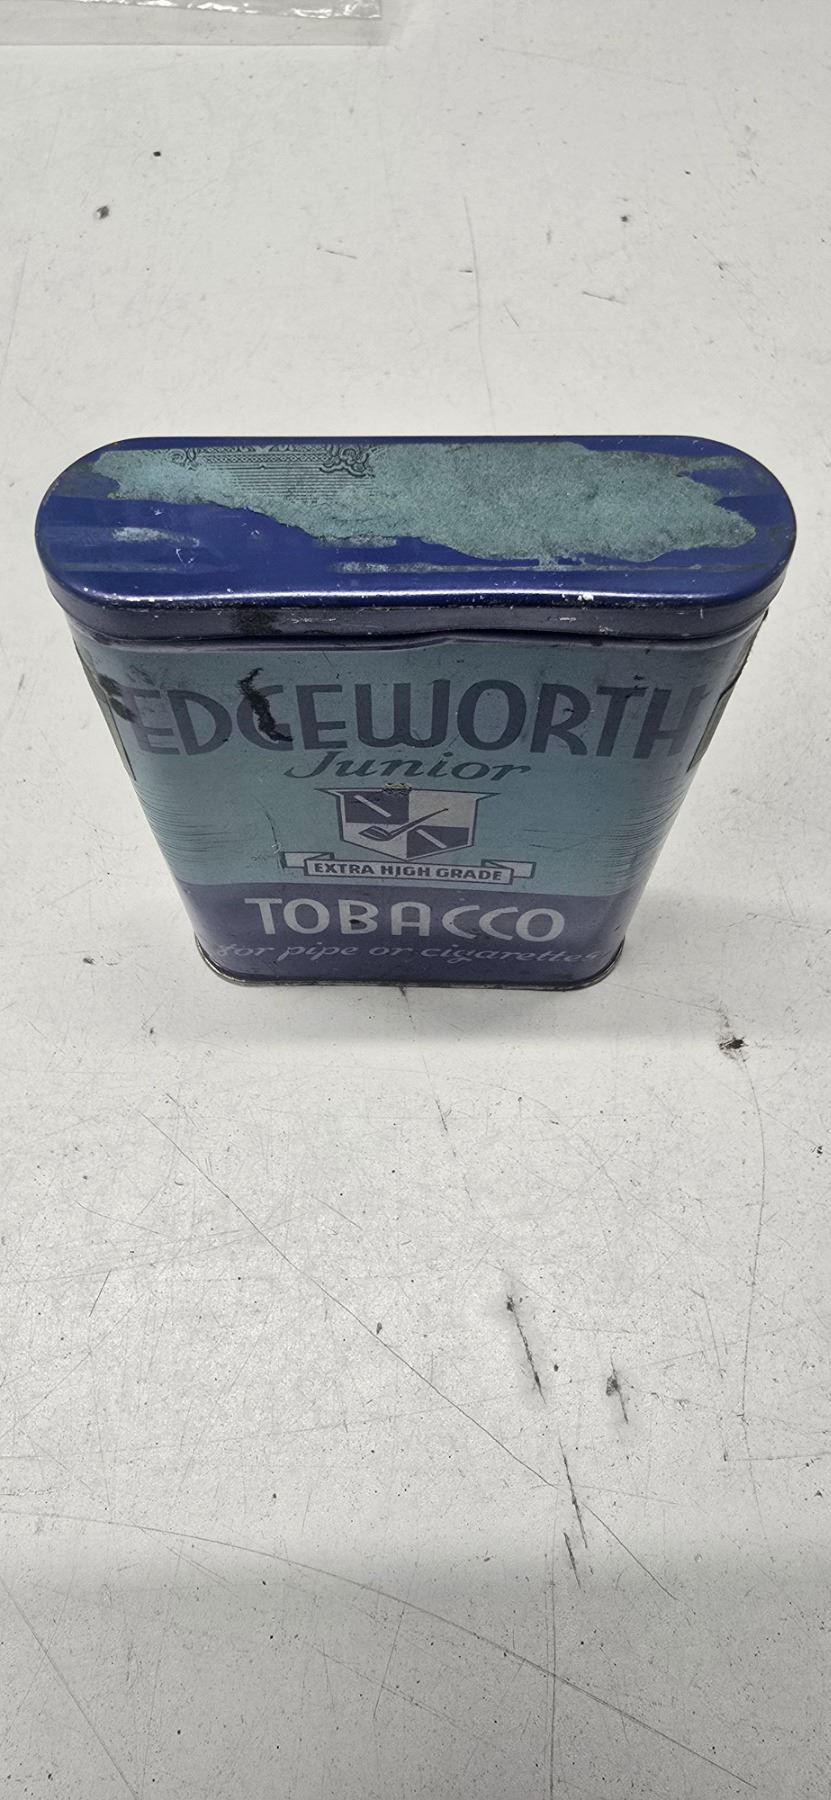 EDGEWORTH
Junior
EXTRA HIGH GRADE
TOBACCO
for pipe or cigarettes